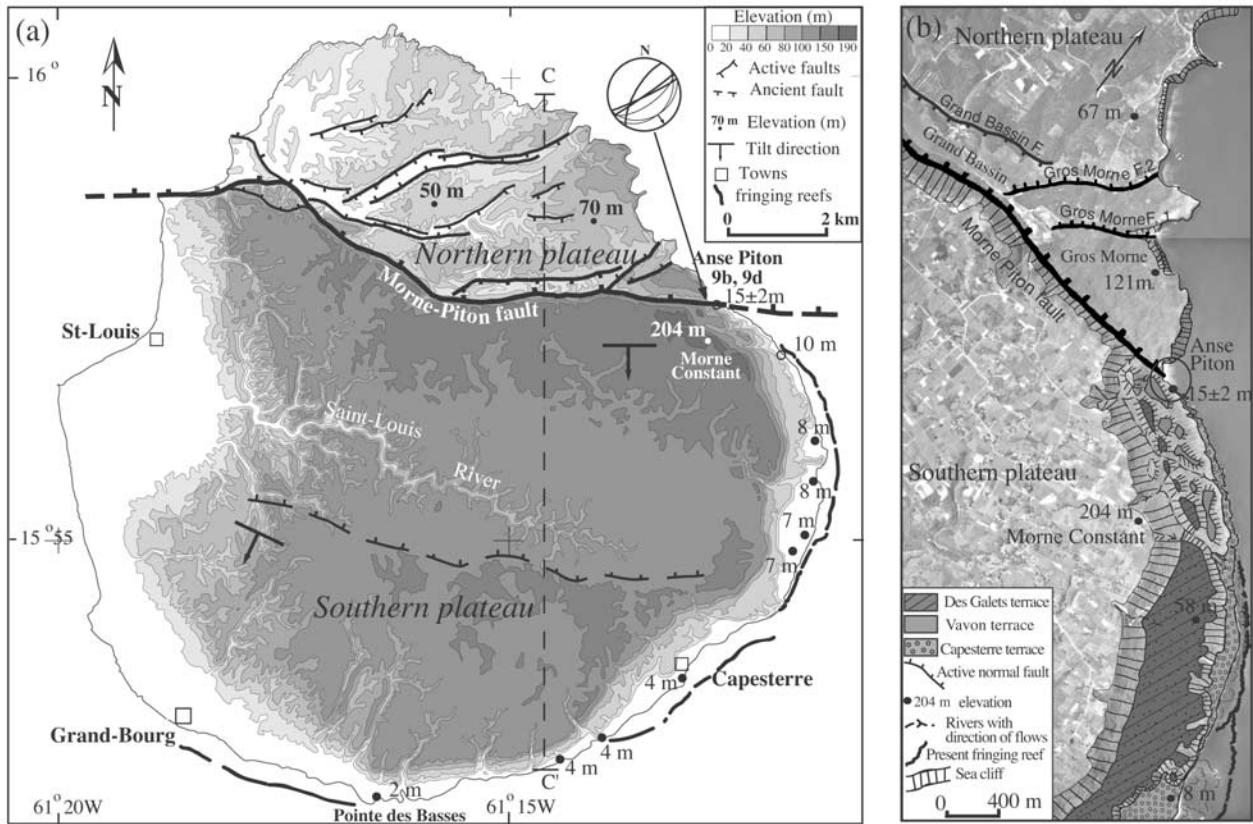 (a)
16°
N
C
N
Elevation (m)
0 20 40 60 80 100 150 190
Active faults
Ancient fault
70 m
Elevation (m)
Tilt direction
Towns
fringing reefs
0 2 km
50 m
70 m
Northern plateau
Anse Piton
9b, 9d
15±2m
Morne-Piton fault
St-Louis
204 m
Morne
Constant
10 m
Saint-Louis
River
8 m
8 m
7 m
7 m
15°55
Southern plateau
4 m
Capesterre
Grand-Bourg
4 m
4 m
C'
2 m
Pointe des Basses
61°20W
61°15W
(b)
Northern plateau
N
67 m
Grand Bassin F.
Grand Bassin
Gros Morne F.2
Gros Morne F. 1
Gros Morne
121m
Morne Piton fault
Anse
Piton
15±2 m
Southern plateau
204 m
Morne Constant
58 m
Des Galets terrace
Vavon terrace
Capesterre terrace
Active normal fault
204 m elevation
Rivers with
direction of flows
Present fringing reef
Sea cliff
0 400 m
8 m